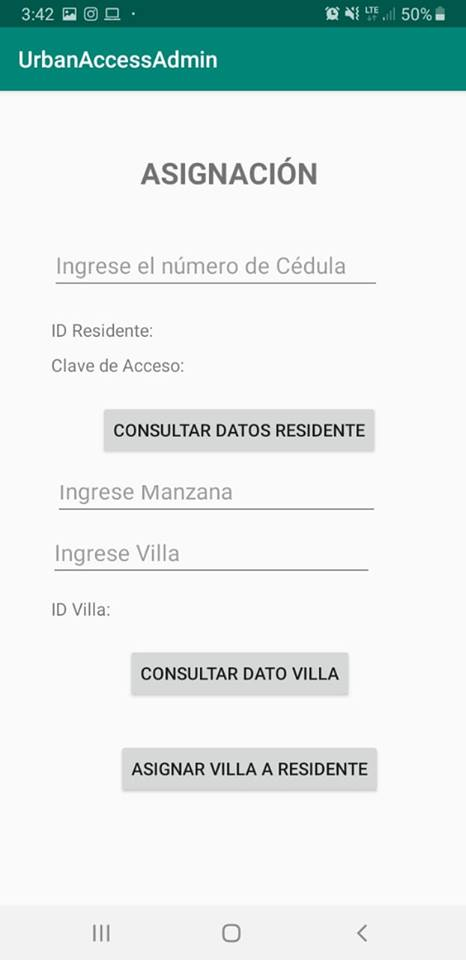 3:42 LTE 50%
UrbanAccessAdmin
ASIGNACIÓN
Ingrese el número de Cédula
ID Residente:
Clave de Acceso:
CONSULTAR DATOS RESIDENTE
Ingrese Manzana
Ingrese Villa
ID Villa:
CONSULTAR DATO VILLA
ASIGNAR VILLA A RESIDENTE